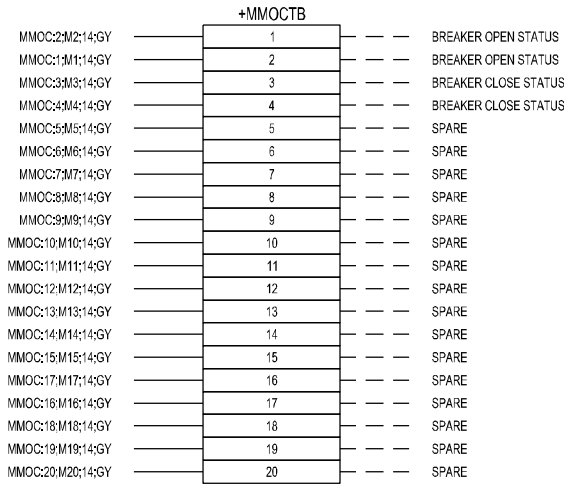 +MMOCTB
MMOC:2;M2;14;GY 1 BREAKER OPEN STATUS
MMOC:1;M1;14;GY 2 BREAKER OPEN STATUS
MMOC:3;M3;14;GY 3 BREAKER CLOSE STATUS
MMOC:4;M4;14;GY 4 BREAKER CLOSE STATUS
MMOC:5;M5;14;GY 5 SPARE
MMOC:6;M6;14;GY 6 SPARE
MMOC:7;M7;14;GY 7 SPARE
MMOC:8;M8;14;GY 8 SPARE
MMOC:9;M9;14;GY 9 SPARE
MMOC:10;M10;14;GY 10 SPARE
MMOC:11;M11;14;GY 11 SPARE
MMOC:12;M12;14;GY 12 SPARE
MMOC:13;M13;14;GY 13 SPARE
MMOC:14;M14;14;GY 14 SPARE
MMOC:15;M15;14;GY 15 SPARE
MMOC:17;M17;14;GY 16 SPARE
MMOC:16;M16;14;GY 17 SPARE
MMOC:18;M18;14;GY 18 SPARE
MMOC:19;M19;14;GY 19 SPARE
MMOC:20;M20;14;GY 20 SPARE